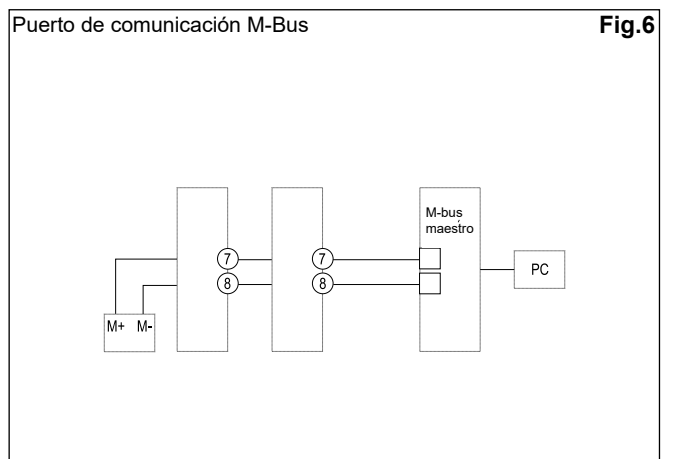 Puerto de comunicación M-Bus
Fig.6
M-bus
maestro
7
7
8
8
PC
M+ M-